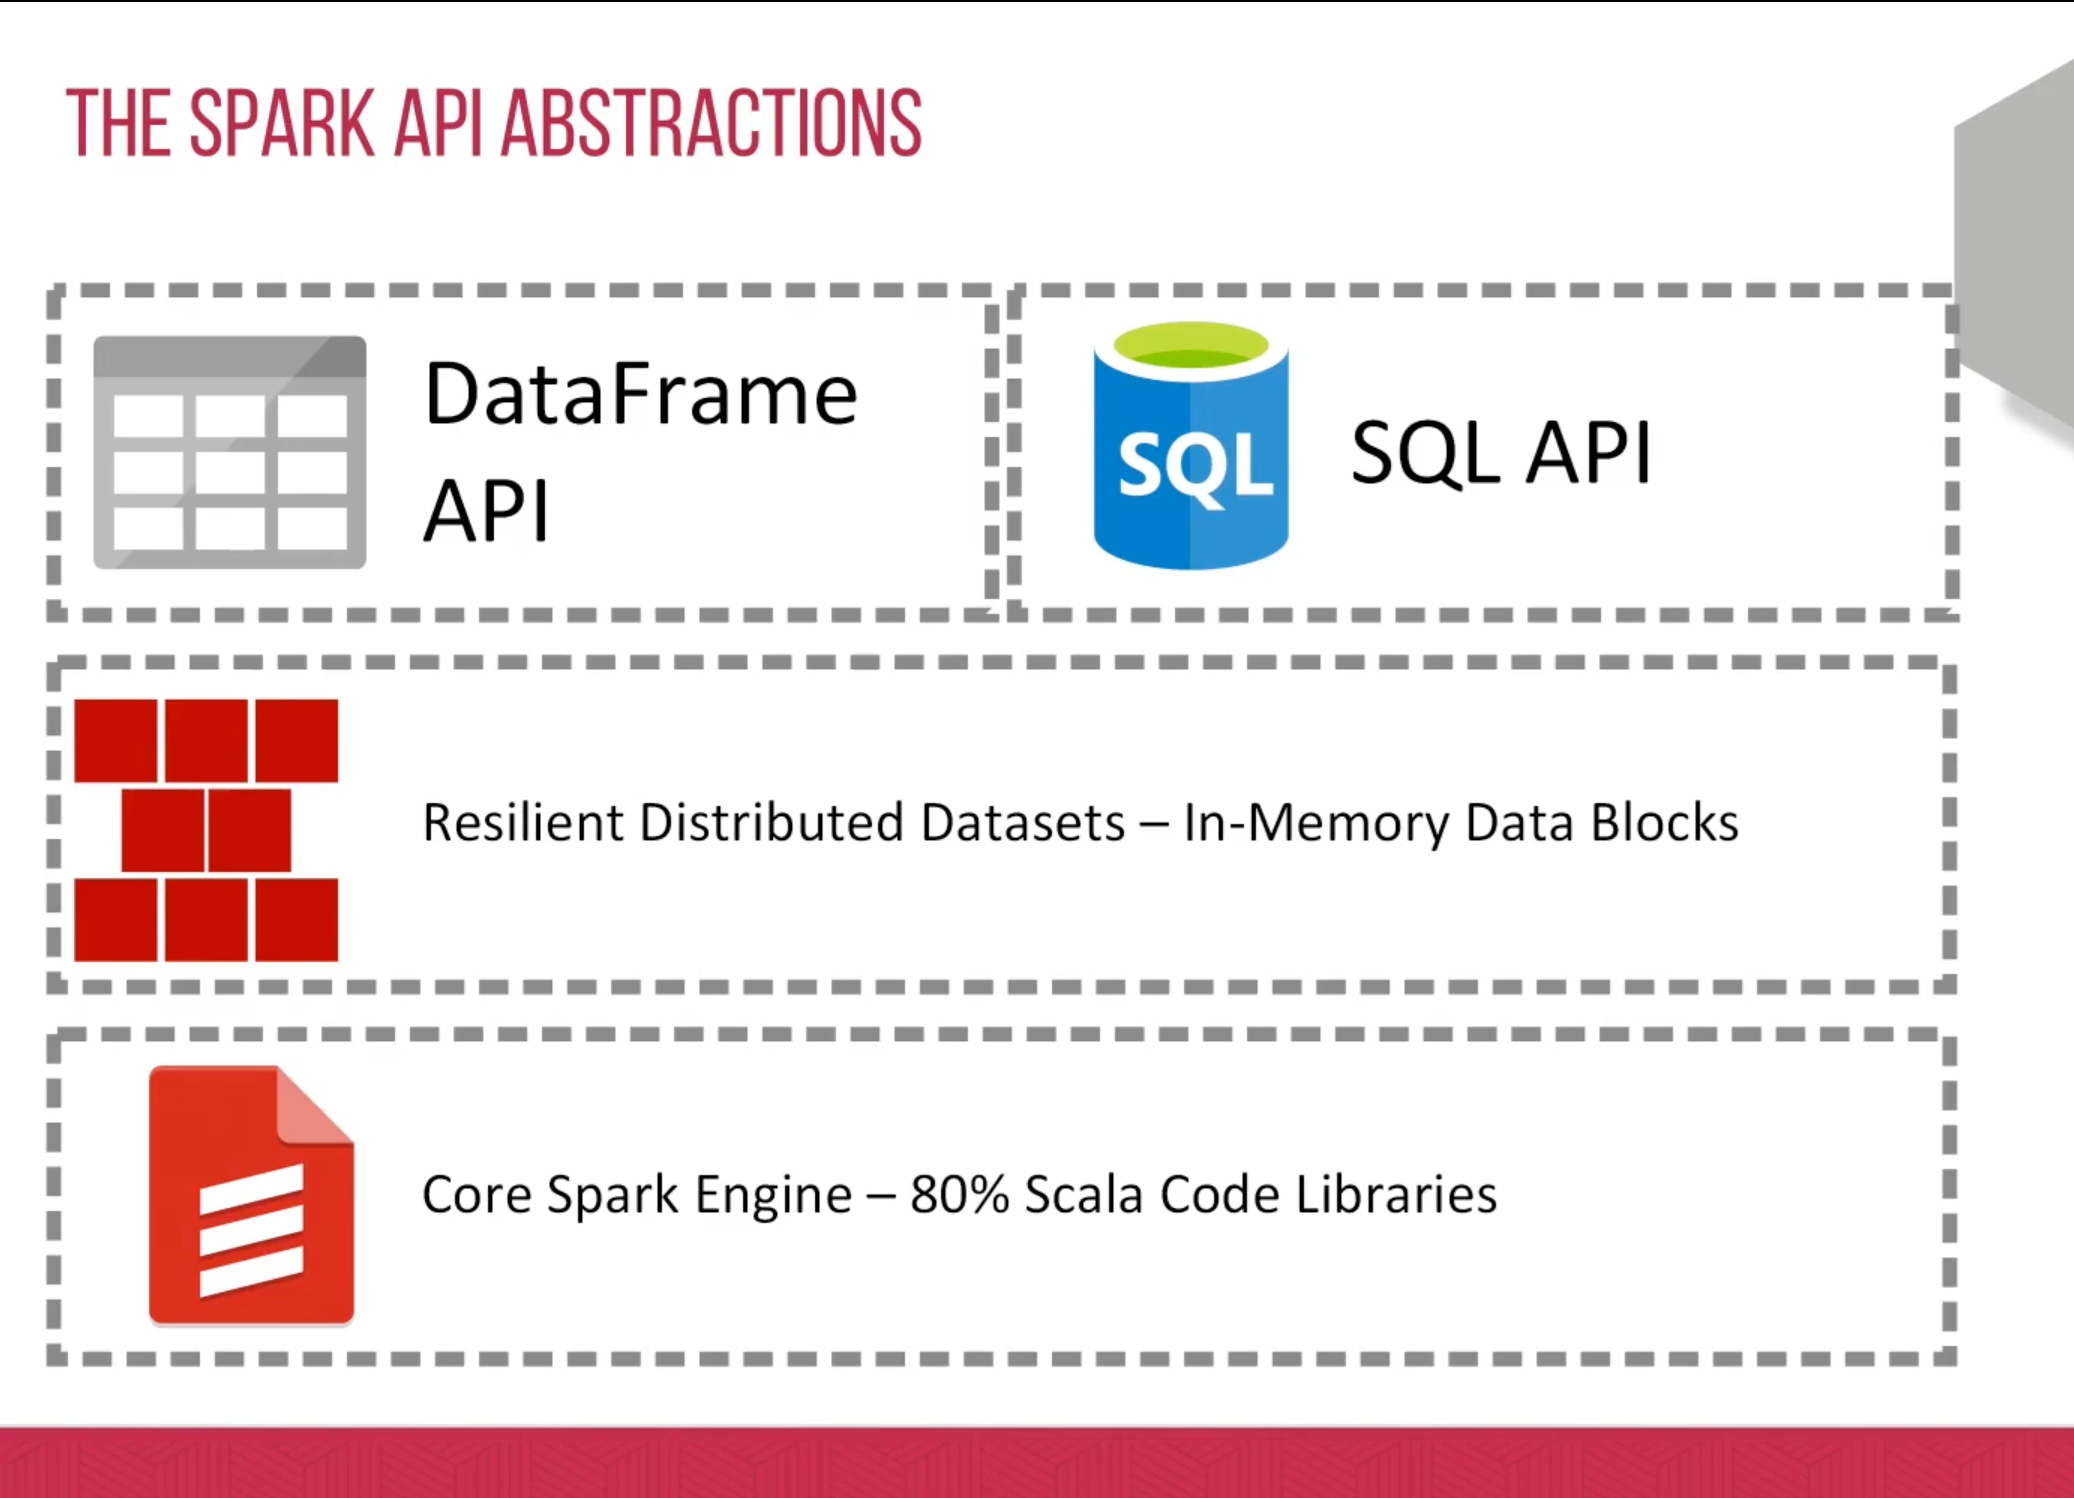 THE SPARK API ABSTRACTIONS
DataFrame
API
SQL
SQL API
Resilient Distributed Datasets – In-Memory Data Blocks
Core Spark Engine – 80% Scala Code Libraries